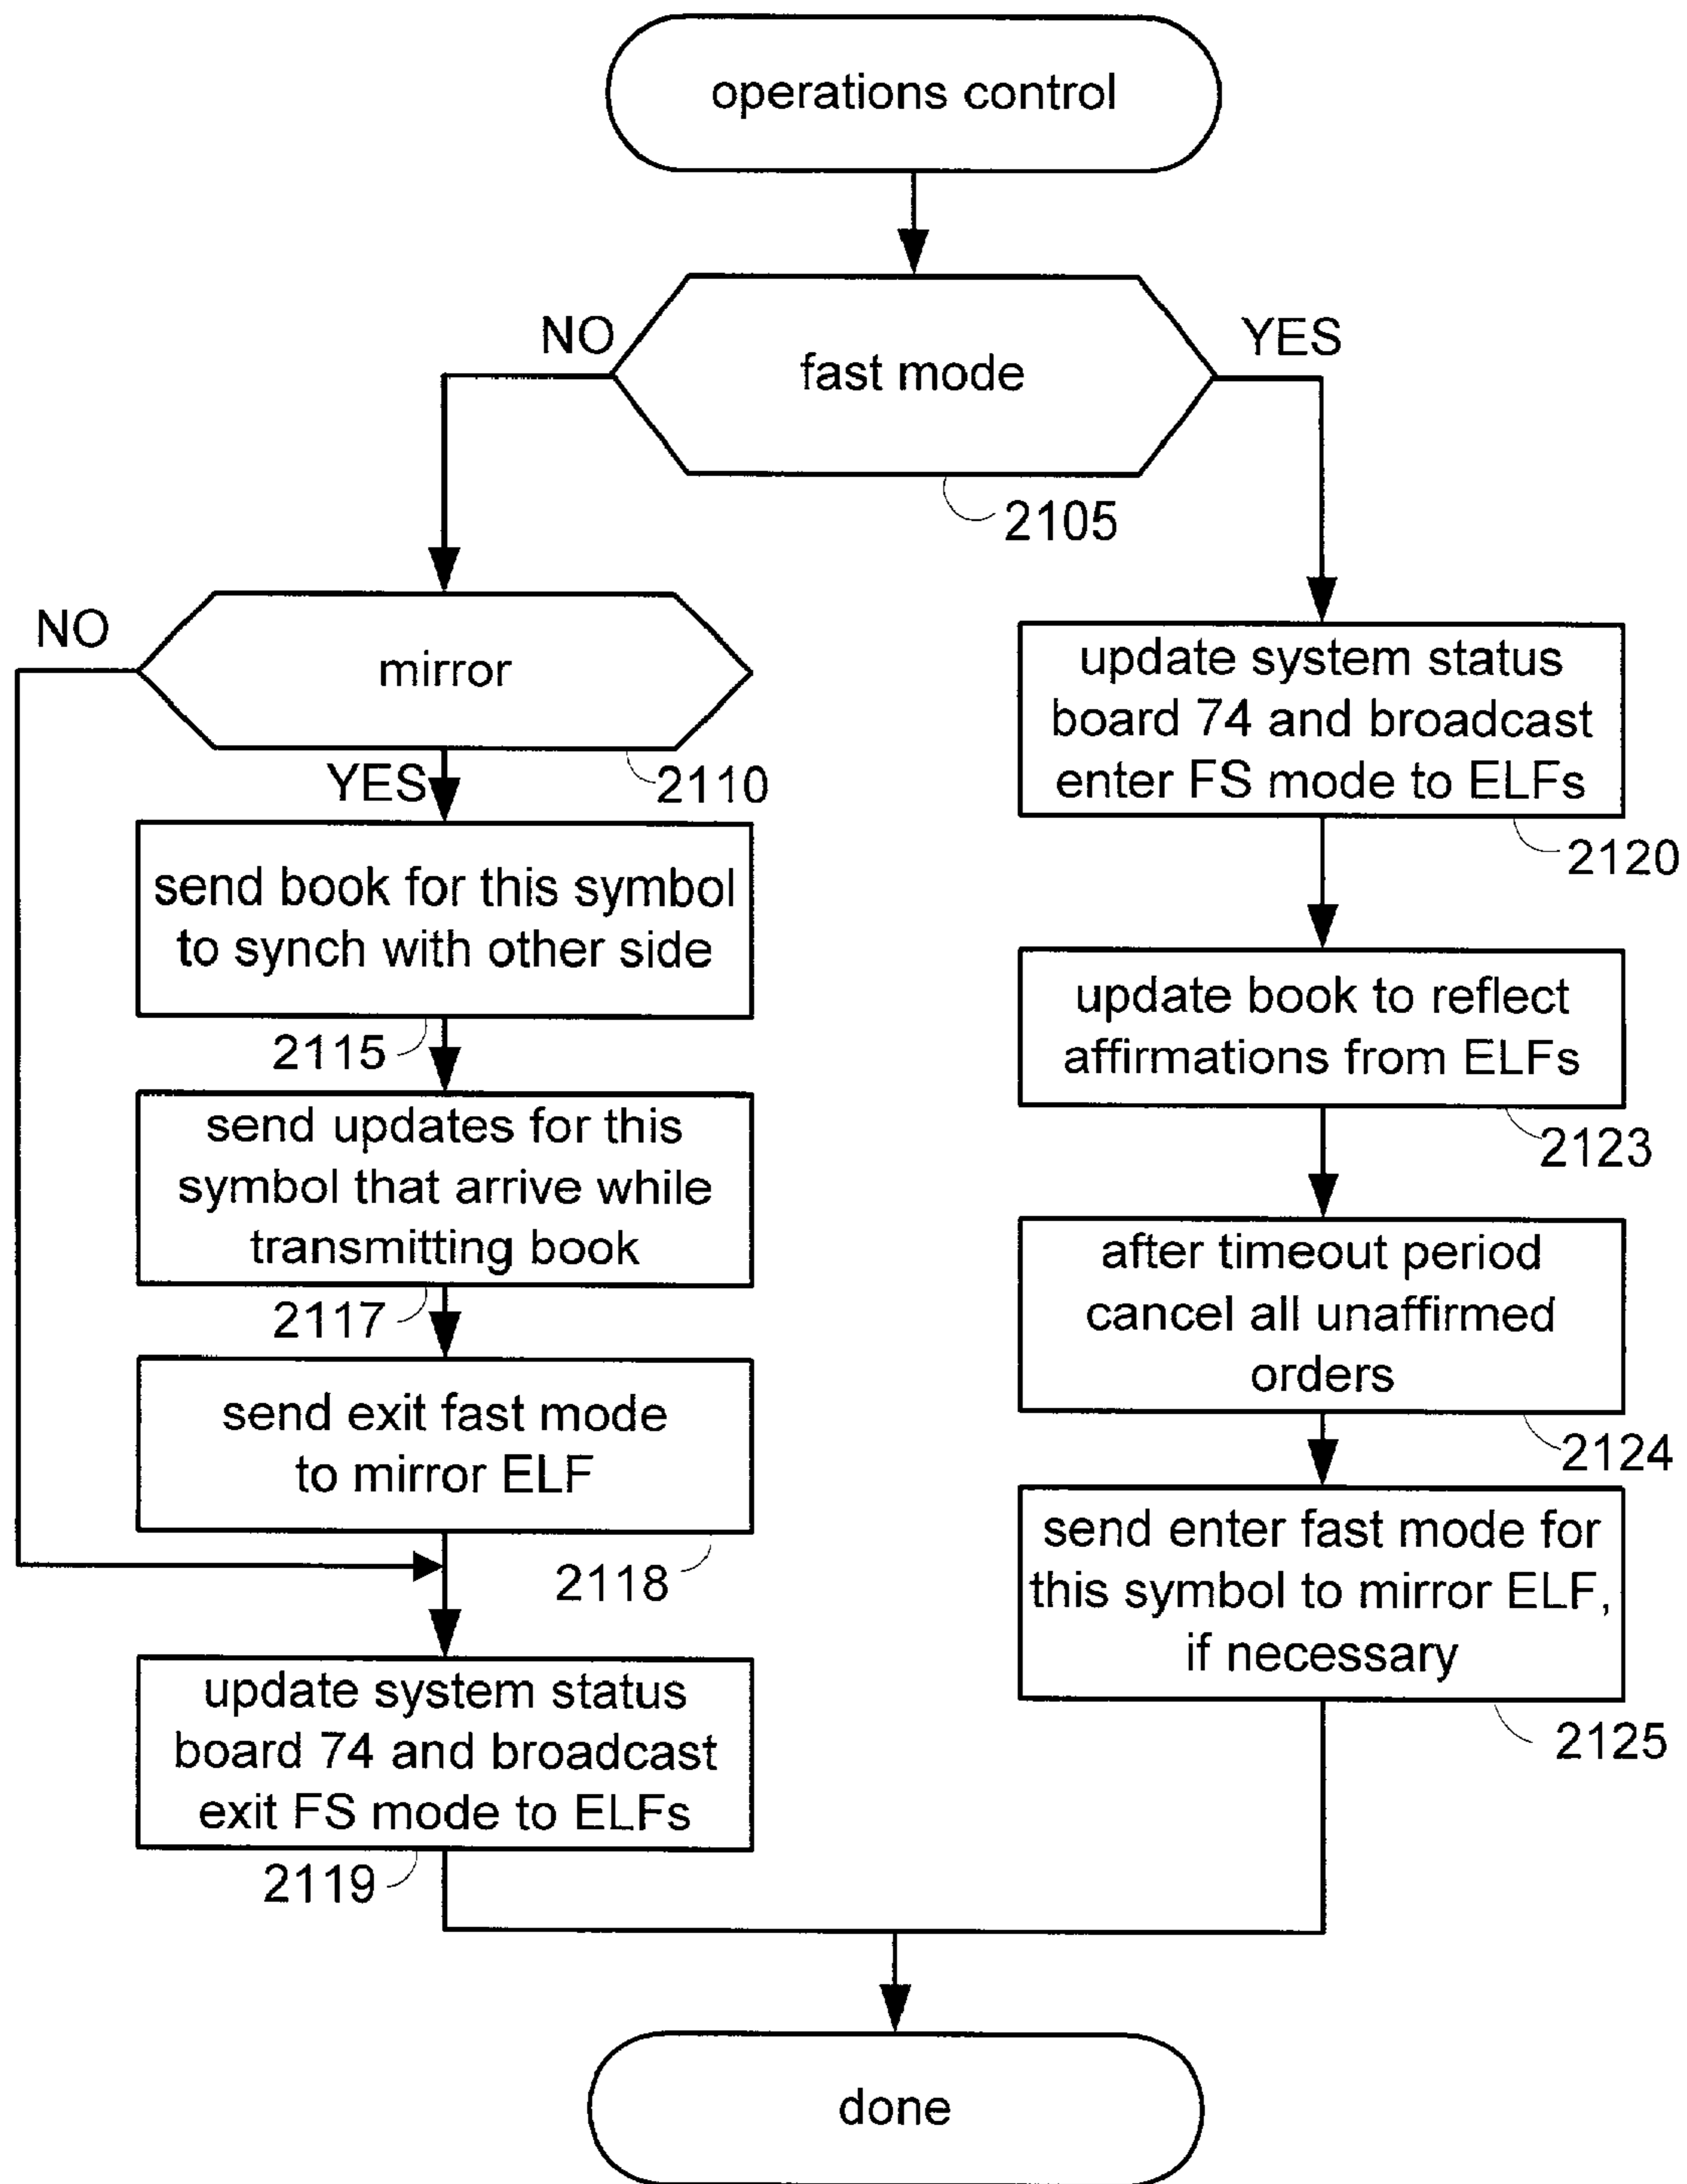 operations control
NO
YES
fast mode
2105
NO
mirror
YES
2110
update system status
board 74 and broadcast
enter FS mode to ELFs
2120
send book for this symbol
to synch with other side
2115
update book to reflect
affirmations from ELFs
2123
send updates for this
symbol that arrive while
transmitting book
2117
after timeout period
cancel all unaffirmed
orders
2124
send exit fast mode
to mirror ELF
2118
send enter fast mode for
this symbol to mirror ELF,
if necessary
2125
update system status
board 74 and broadcast
exit FS mode to ELFs
2119
done